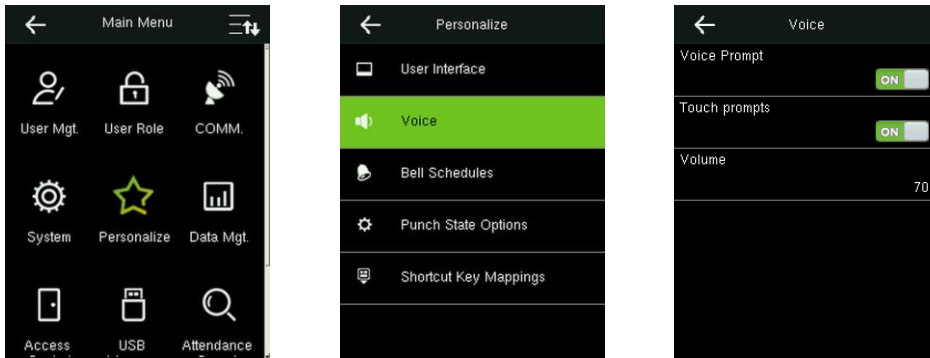 Main Menu
User Mgt.
User Role
COMM.
System
Personalize
Data Mgt.
Access
USB
Attendance
Personalize
User Interface
Voice
Bell Schedules
Punch State Options
Shortcut Key Mappings
Voice
Voice Prompt
ON
Touch prompts
ON
Volume
70